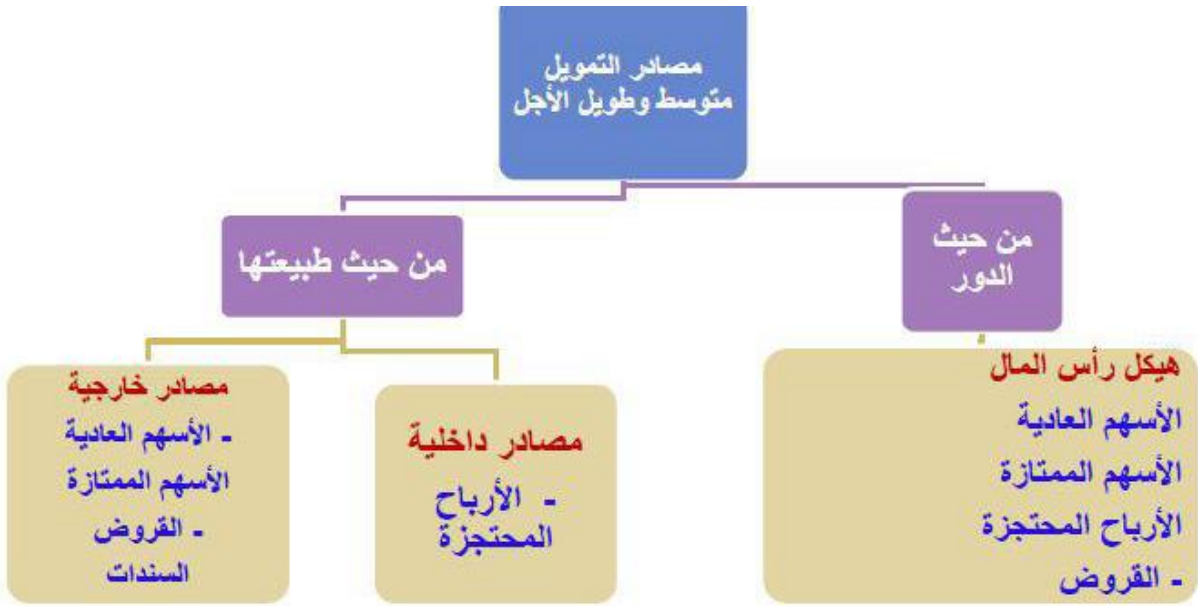 مصادر التمويل
متوسط وطويل الأجل
من حيث
الدور
من حيث طبيعتها
هيكل رأس المال
الأسهم العادية
الأسهم الممتازة
الأرباح المحتجزة
- القروض
مصادر داخلية
- الأرباح
المحتجزة
مصادر خارجية
- الأسهم العادية
الأسهم الممتازة
- القروض
السندات